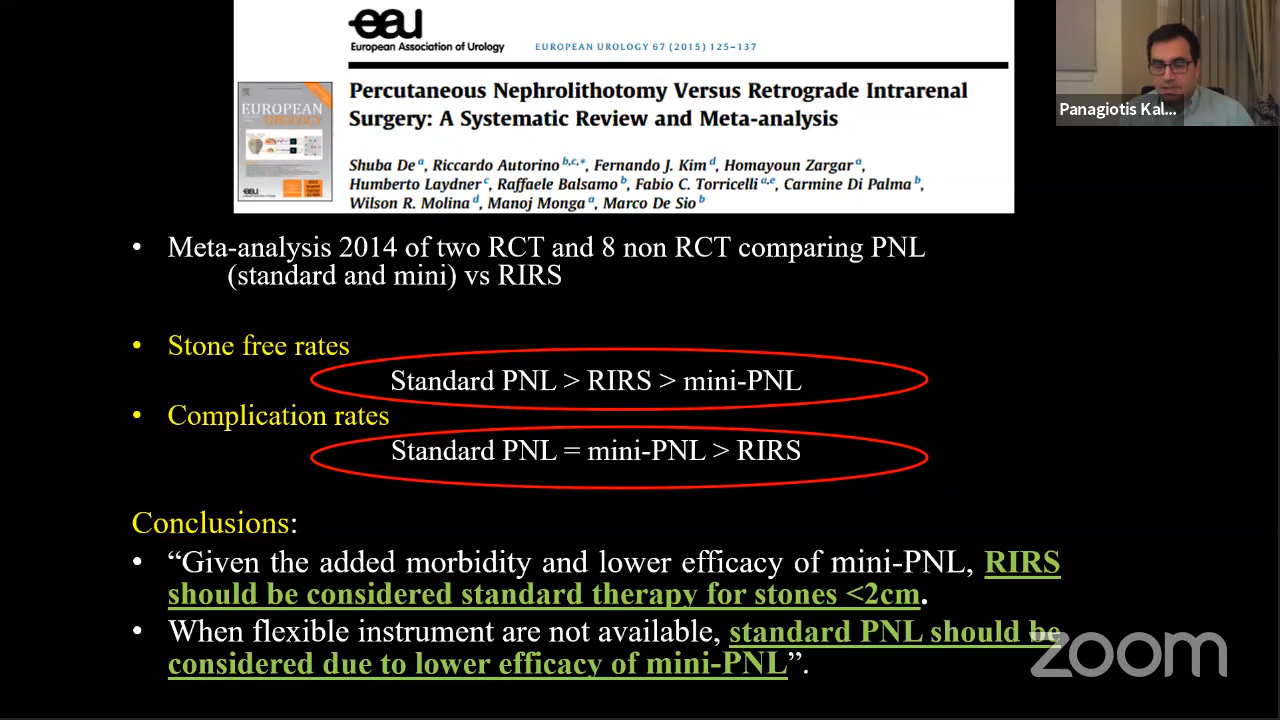 eau
European Association of Urology
EUROPEAN UROLOGY 67 (2015) 125–137
EUROPEAN
UROLOGY
eau
Percutaneous Nephrolithotomy Versus Retrograde Intrarenal
Surgery: A Systematic Review and Meta-analysis
Shuba De a, Riccardo Autorino b,c,*, Fernando J. Kim d, Homayoun Zargar a,
Humberto Laydner c, Raffaele Balsamo b, Fabio C. Torricelli a,e, Carmine Di Palma b,
Wilson R. Molina d, Manoj Monga a, Marco De Sio b
Panagiotis Kal...
• Meta-analysis 2014 of two RCT and 8 non RCT comparing PNL
(standard and mini) vs RIRS
• Stone free rates
Standard PNL > RIRS > mini-PNL
• Complication rates
Standard PNL = mini-PNL > RIRS
Conclusions:
• “Given the added morbidity and lower efficacy of mini-PNL, RIRS
should be considered standard therapy for stones <2cm.
• When flexible instrument are not available, standard PNL should be
considered due to lower efficacy of mini-PNL”.
zoom